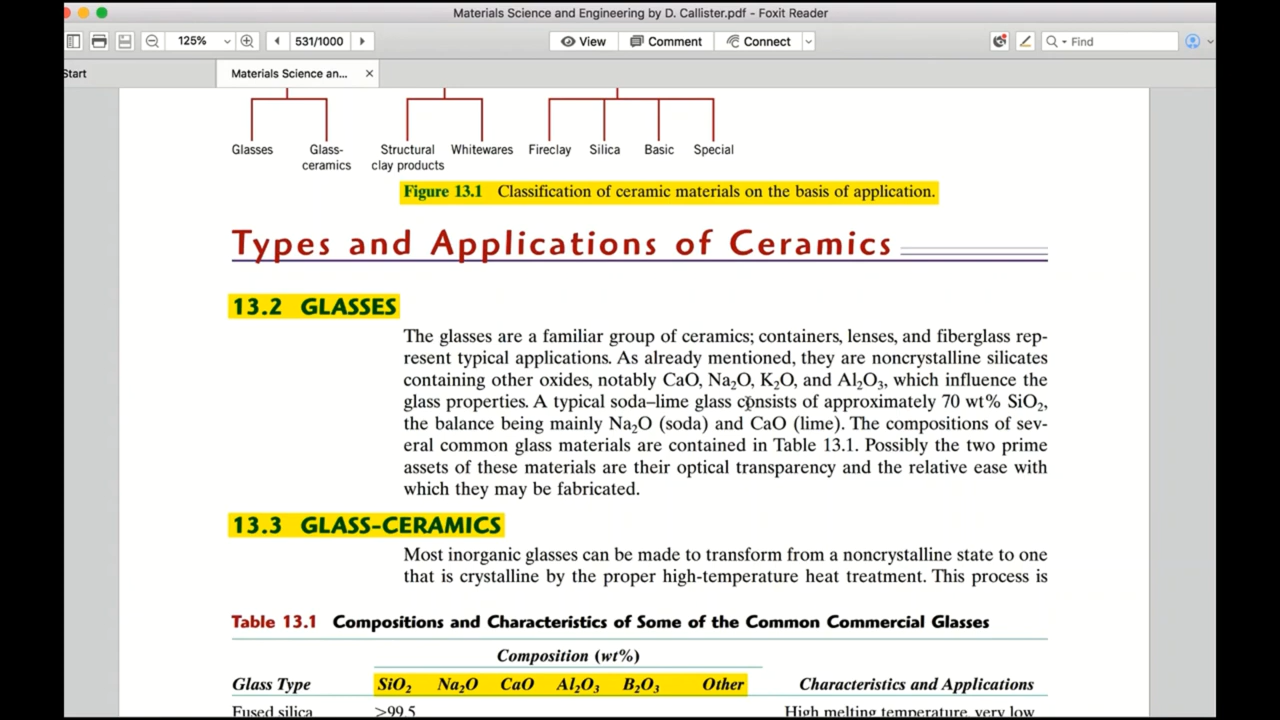 Materials Science and Engineering by D. Callister.pdf - Foxit Reader
125% 531/1000 View Comment Connect Find
Start Materials Science an...
Glasses Glass-ceramics Structural clay products Whitewares Fireclay Silica Basic Special
Figure 13.1 Classification of ceramic materials on the basis of application.
Types and Applications of Ceramics
13.2 GLASSES
The glasses are a familiar group of ceramics; containers, lenses, and fiberglass rep-
resent typical applications. As already mentioned, they are noncrystalline silicates
containing other oxides, notably CaO, Na₂O, K₂O, and Al₂O₃, which influence the
glass properties. A typical soda–lime glass consists of approximately 70 wt% SiO₂,
the balance being mainly Na₂O (soda) and CaO (lime). The compositions of sev-
eral common glass materials are contained in Table 13.1. Possibly the two prime
assets of these materials are their optical transparency and the relative ease with
which they may be fabricated.
13.3 GLASS-CERAMICS
Most inorganic glasses can be made to transform from a noncrystalline state to one
that is crystalline by the proper high-temperature heat treatment. This process is
Table 13.1 Compositions and Characteristics of Some of the Common Commercial Glasses
Composition (wt%)
Glass Type SiO₂ Na₂O CaO Al₂O₃ B₂O₃ Other Characteristics and Applications
Fused silica >99.5 High melting temperature, very low